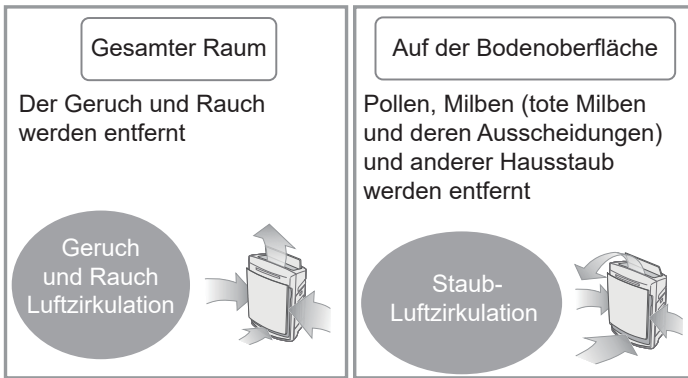 Gesamter Raum
Der Geruch und Rauch
werden entfernt
Geruch
und Rauch
Luftzirkulation
Auf der Bodenoberfläche
Pollen, Milben (tote Milben
und deren Ausscheidungen)
und anderer Hausstaub
werden entfernt
Staub-
Luftzirkulation